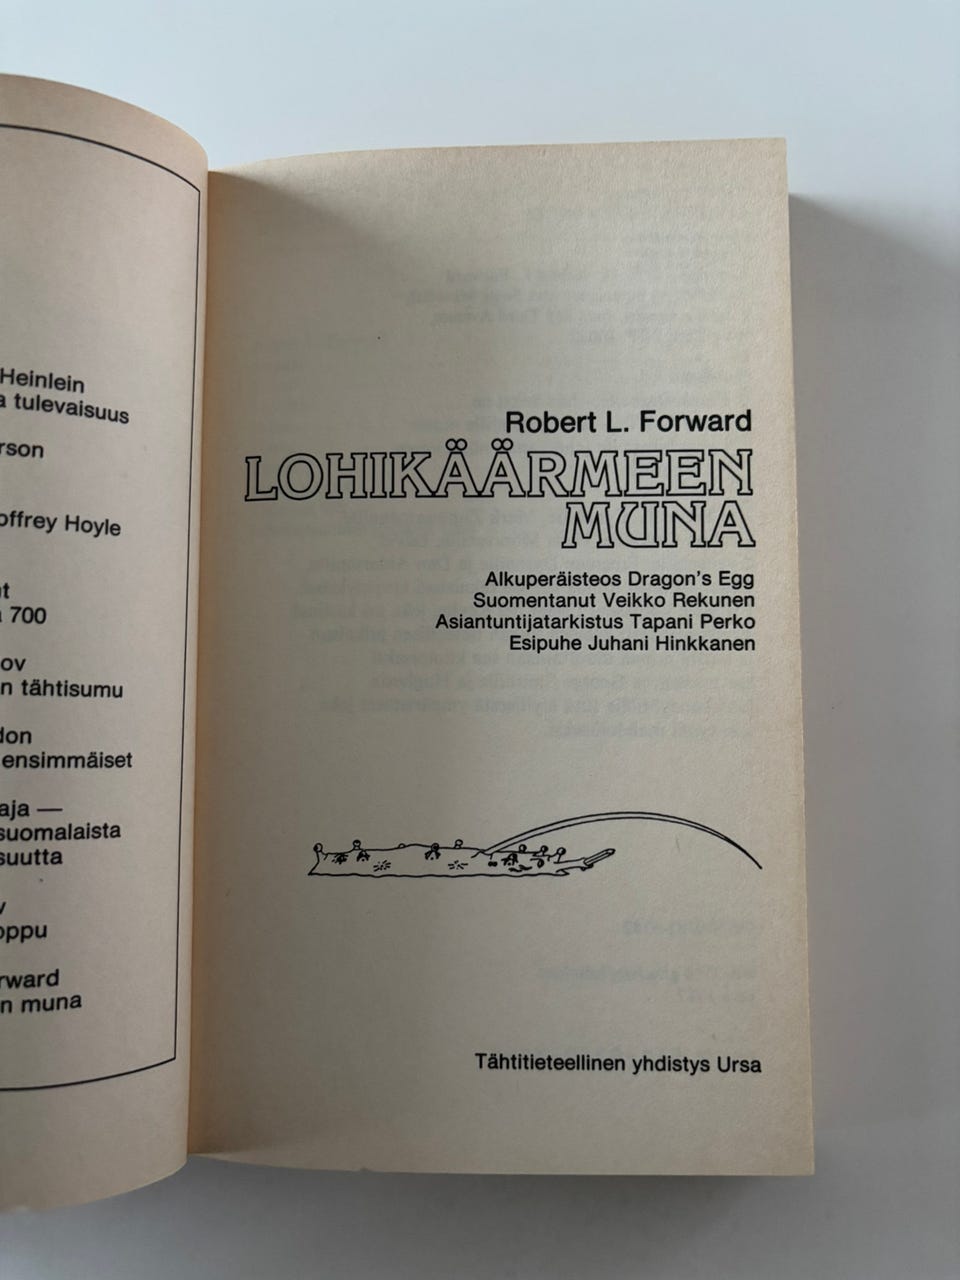 Heinlein
a tulevaisuus
rson
offrey Hoyle
700
ov
n tähtisumu
don
ensimmäiset
aja —
suomalaista
suutta
oppu
rward
n muna
Robert L. Forward
LOHIKÄÄRMEEN
MUNA
Alkuperäisteos Dragon's Egg
Suomentanut Veikko Rekunen
Asiantuntijatarkistus Tapani Perko
Esipuhe Juhani Hinkkanen
Tähtitieteellinen yhdistys Ursa